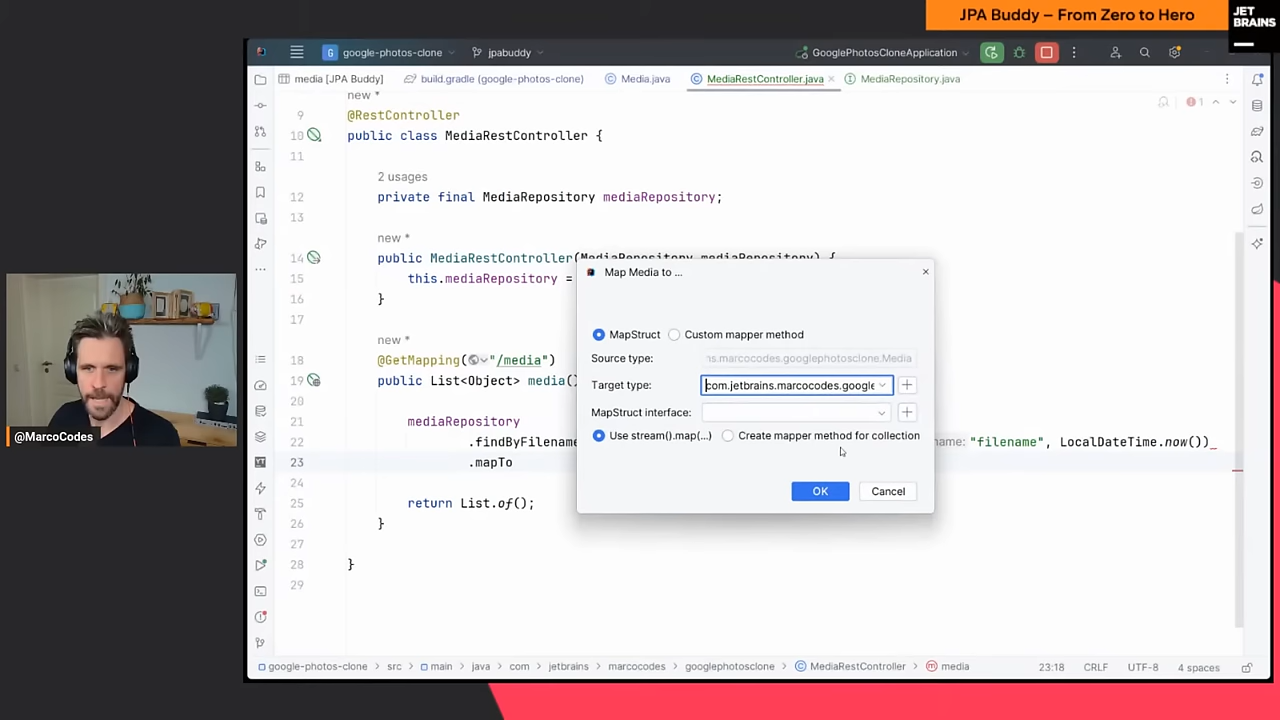 JPA Buddy – From Zero to Hero
JET
BRAINS
google-photos-clone
jpabuddy
GooglePhotosCloneApplication
media [JPA Buddy]
build.gradle (google-photos-clone)
Media.java
MediaRestController.java
MediaRepository.java
new *
9 @RestController
1
10 public class MediaRestController {
11
2 usages
12 private final MediaRepository mediaRepository;
13
new *
14 public MediaRestController(MediaRepository mediaRepository) {
15 this.mediaRepository =
16 }
17
new *
18 @GetMapping("/media")
19 public List<Object> media()
20
21 mediaRepository
22 .findByFilename
name: "filename", LocalDateTime.now())
23 .mapTo
24
25 return List.of();
26 }
27
28 }
29
Map Media to ...
MapStruct
Custom mapper method
Source type:
ns.marcocodes.googlephotosclone.Media
Target type:
com.jetbrains.marcocodes.google
MapStruct interface:
Use stream().map(...)
Create mapper method for collection
OK
Cancel
@MarcoCodes
google-photos-clone
src
main
java
com
jetbrains
marcocodes
googlephotosclone
MediaRestController
media
23:18
CRLF
UTF-8
4 spaces